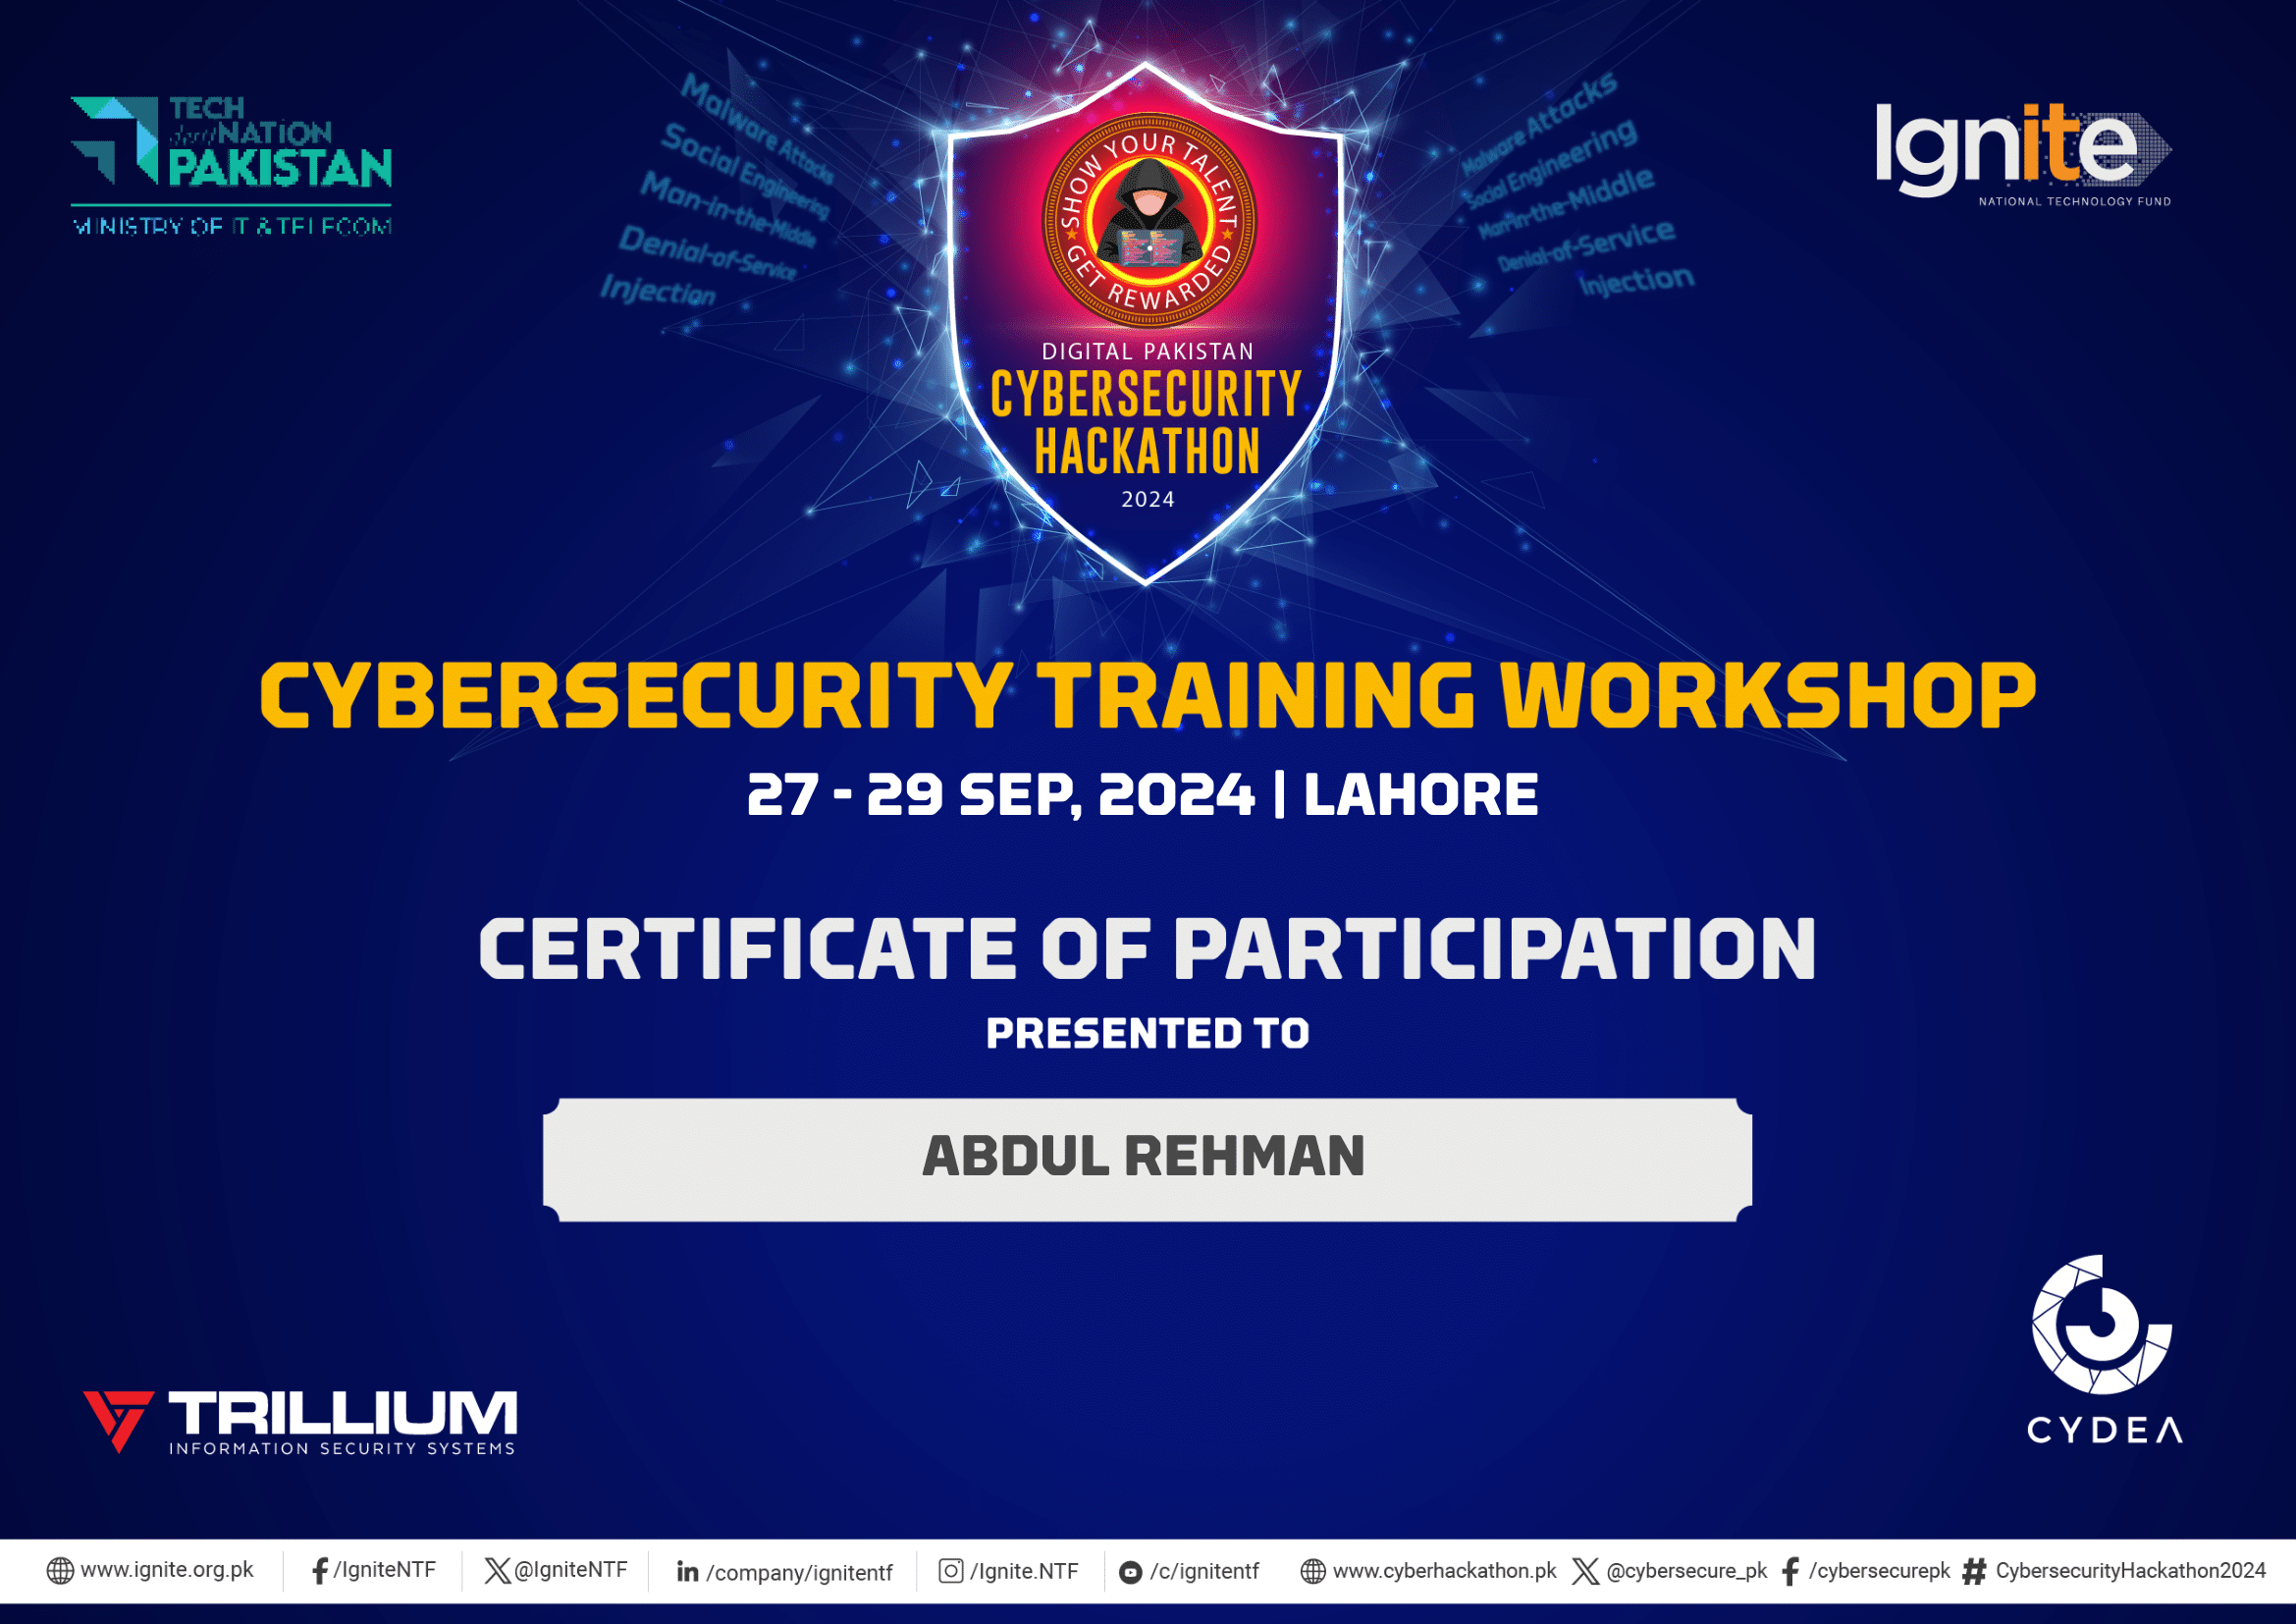 TECH
NATION
PAKISTAN
MINISTRY OF IT & TELECOM
Malware Attacks
Social Engineering
Man-in-the-Middle
Denial-of-Service
Injection
SHOW YOUR TALENT
GET REWARDED
DIGITAL PAKISTAN
CYBERSECURITY
HACKATHON
2024
Malware Attacks
Social Engineering
Man-in-the-Middle
Denial-of-Service
Injection
Ignite
NATIONAL TECHNOLOGY FUND
CYBERSECURITY TRAINING WORKSHOP
27 - 29 SEP, 2024 | LAHORE
CERTIFICATE OF PARTICIPATION
PRESENTED TO
ABDUL REHMAN
TRILLIUM
INFORMATION SECURITY SYSTEMS
CYDEA
www.ignite.org.pk /IgniteNTF @IgniteNTF /company/ignitentf /Ignite.NTF /c/ignitentf www.cyberhackathon.pk @cybersecure_pk /cybersecurepk # CybersecurityHackathon2024